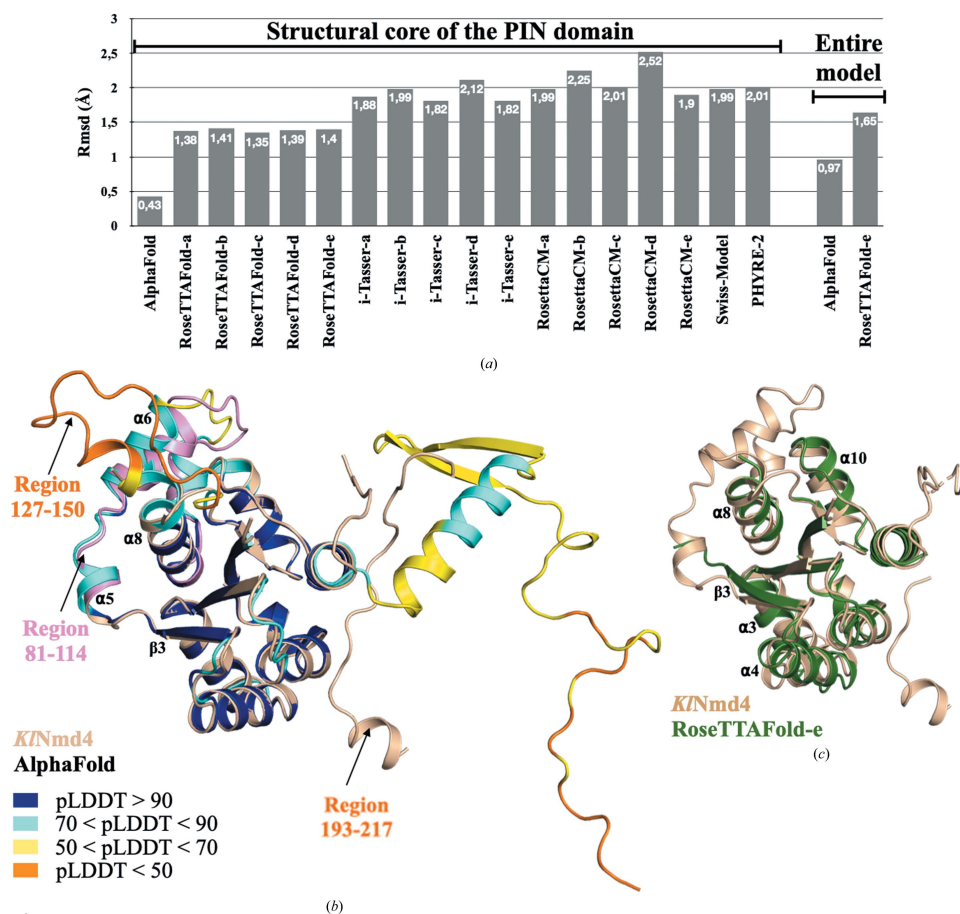 Structural core of the PIN domain
Entire
model
Rmsd (Å)
3
2,5
2
1,5
1
0,5
0
0,43
1,38
1,41
1,35
1,39
1,4
1,88
1,99
1,82
2,12
1,82
1,99
2,25
2,01
2,52
1,9
1,99
2,01
0,97
1,65
AlphaFold
RoseTTAFold-a
RoseTTAFold-b
RoseTTAFold-c
RoseTTAFold-d
RoseTTAFold-e
i-Tasser-a
i-Tasser-b
i-Tasser-c
i-Tasser-d
i-Tasser-e
RosettaCM-a
RosettaCM-b
RosettaCM-c
RosettaCM-d
RosettaCM-e
Swiss-Model
PHYRE-2
AlphaFold
RoseTTAFold-e
(a)
α6
Region
127-150
α8
α5
Region
81-114
β3
KlNmd4
AlphaFold
pLDDT > 90
70 < pLDDT < 90
50 < pLDDT < 70
pLDDT < 50
Region
193-217
(b)
α10
α8
β3
α3
α4
KlNmd4
RoseTTAFold-e
(c)